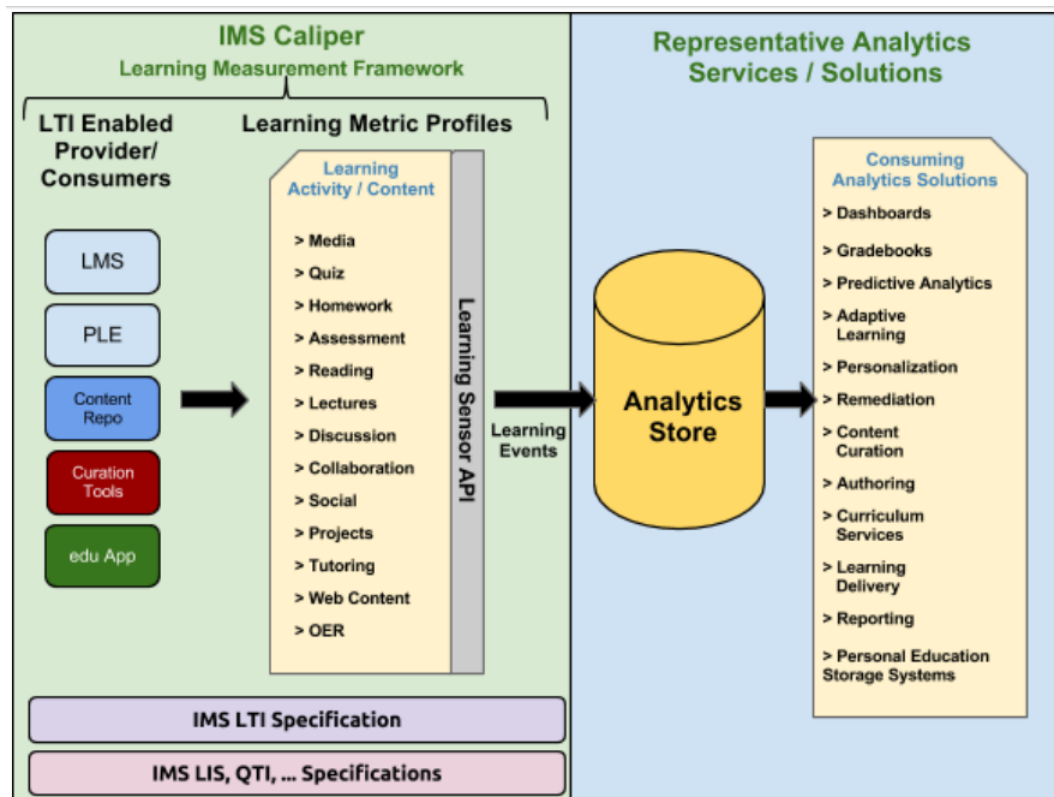 IMS Caliper
Learning Measurement Framework
LTI Enabled
Provider/
Consumers
LMS
PLE
Content
Repo
Curation
Tools
edu App
Learning Metric Profiles
Learning
Activity / Content
> Media
> Quiz
> Homework
> Assessment
> Reading
> Lectures
> Discussion
> Collaboration
> Social
> Projects
> Tutoring
> Web Content
> OER
Learning Sensor API
Learning
Events
IMS LTI Specification
IMS LIS, QTI, ... Specifications
Representative Analytics
Services / Solutions
Analytics
Store
Consuming
Analytics Solutions
> Dashboards
> Gradebooks
> Predictive Analytics
> Adaptive
Learning
> Personalization
> Remediation
> Content
Curation
> Authoring
> Curriculum
Services
> Learning
Delivery
> Reporting
> Personal Education
Storage Systems